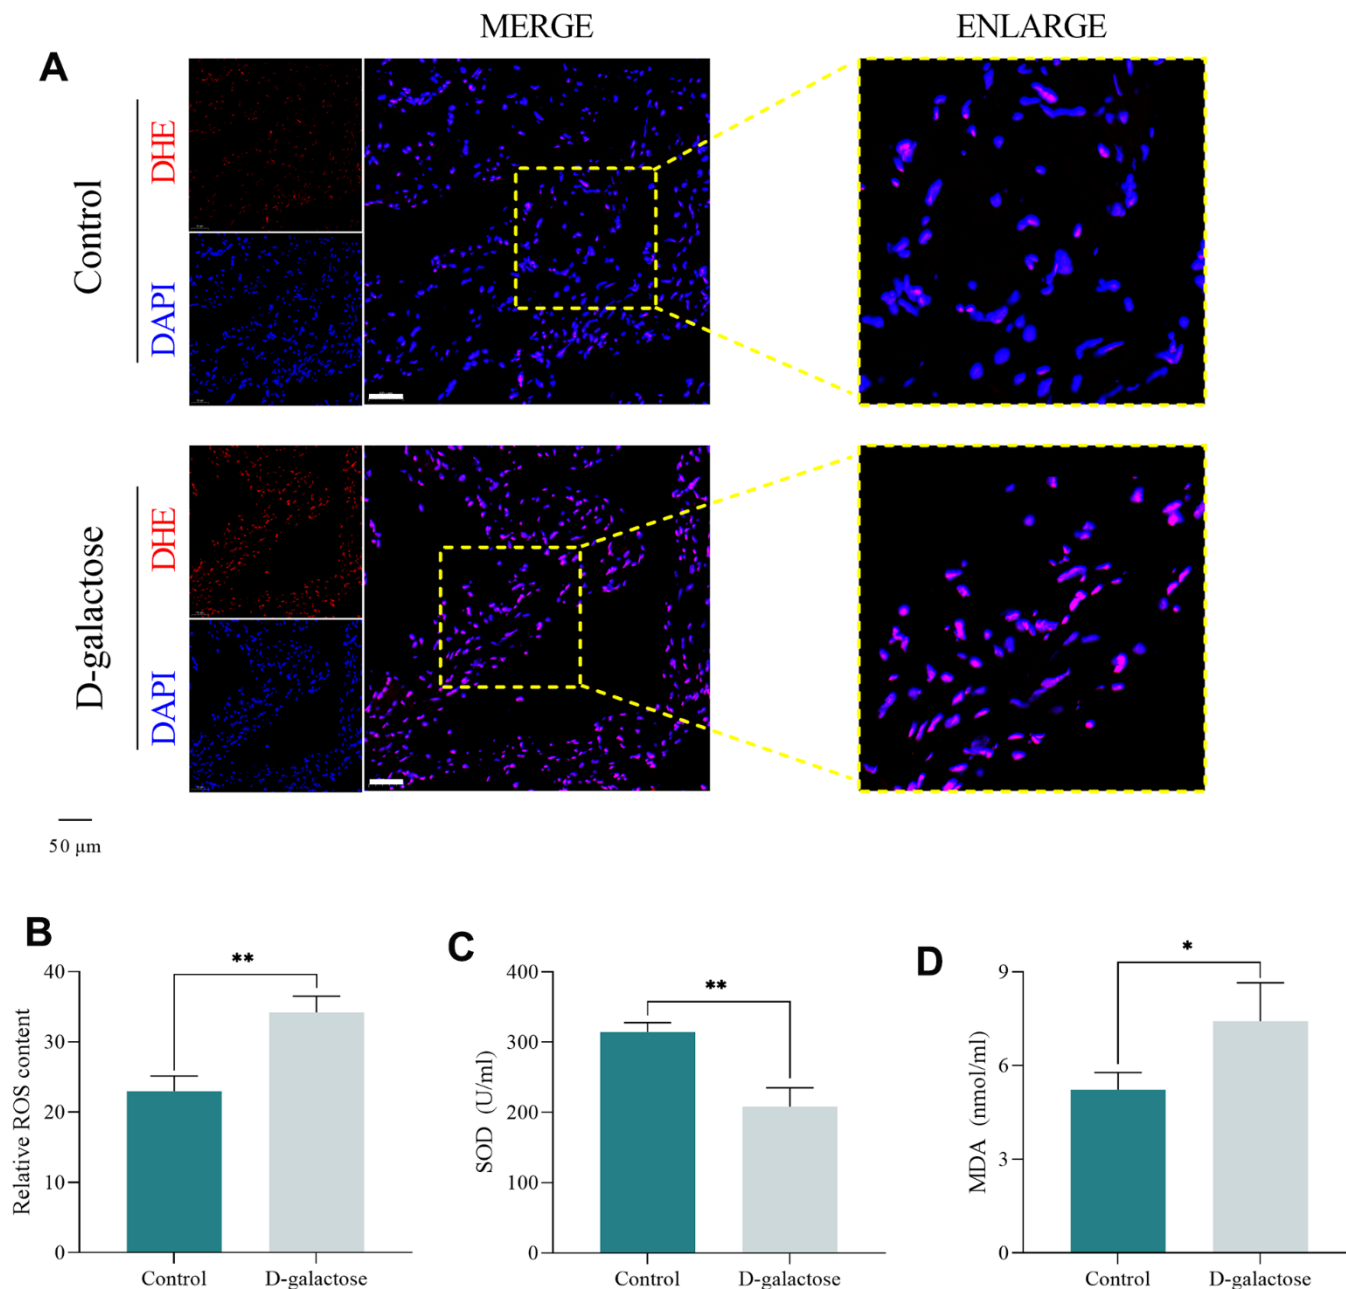 MERGE
ENLARGE
A
Control
DHE
DAPI
D-galactose
DHE
DAPI
50 μm
B
**
Relative ROS content
40
30
20
10
0
Control
D-galactose
C
**
SOD (U/ml)
400
300
200
100
0
Control
D-galactose
D
*
MDA (nmol/ml)
9
6
3
0
Control
D-galactose